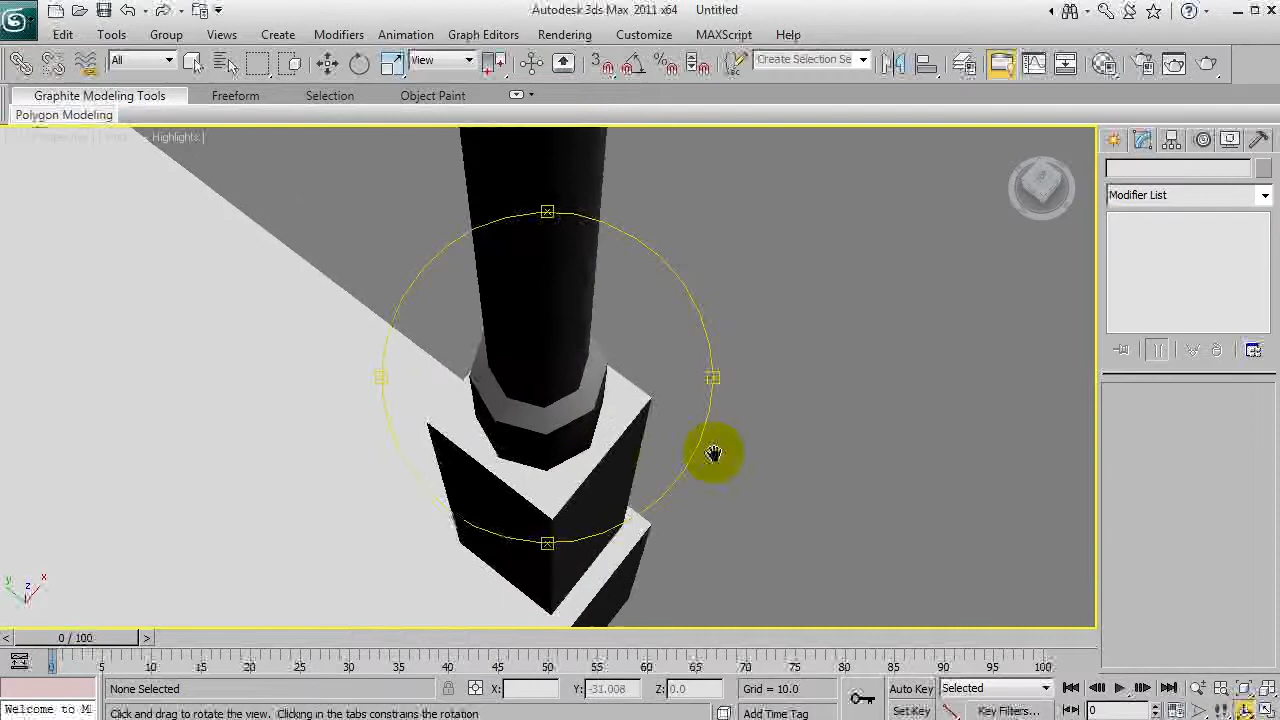 Autodesk 3ds Max 2011 x64 Untitled
Edit Tools Group Views Create Modifiers Animation Graph Editors Rendering Customize MAXScript Help
All View 3 Create Selection Se
Graphite Modeling Tools Freeform Selection Object Paint
Polygon Modeling
Highlights ]
Modifier List
y z x
0 / 100
0 5 10 15 20 25 30 35 40 45 50 55 60 65 70 75 80 85 90 95 100
None Selected X: Y: -31.008 Z: 0.0 Grid = 10.0 Auto Key Selected
Welcome to M Click and drag to rotate the view. Clicking in the tabs constrains the rotation Add Time Tag Set Key Key Filters... 0